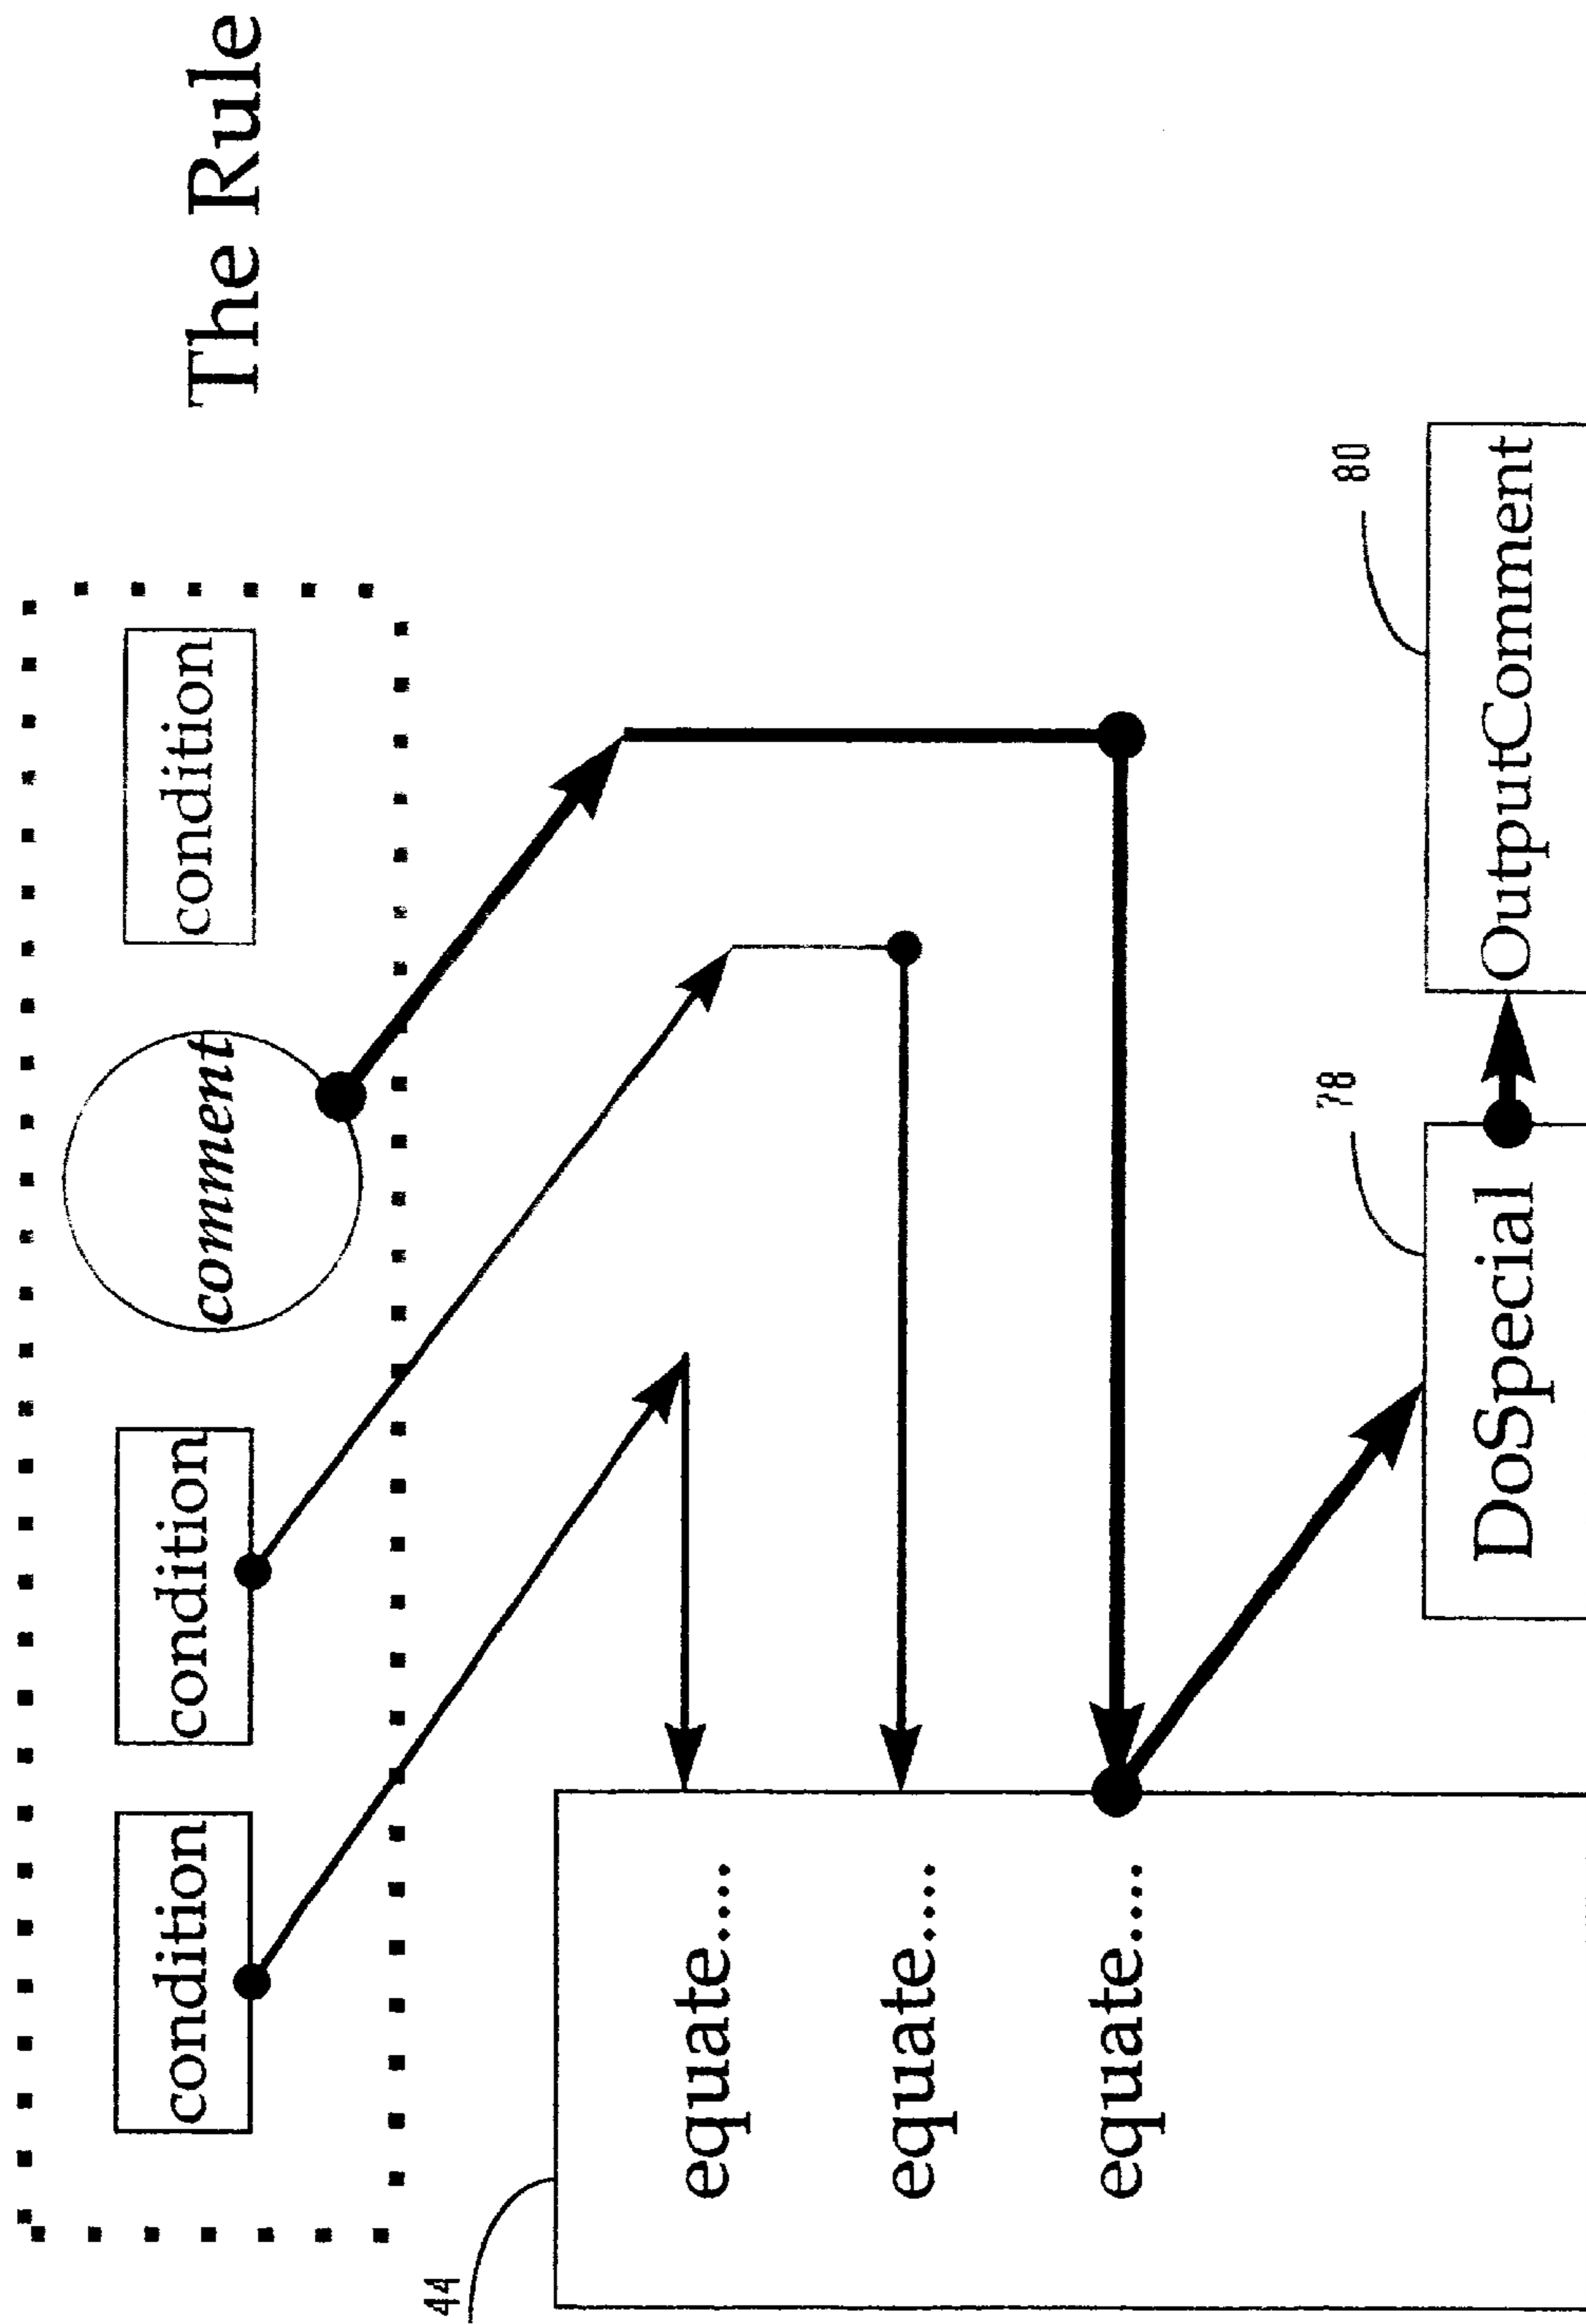 condition
condition
comment
condition
The Rule
44
equate....
equate....
equate....
78
DoSpecial
80
OutputComment